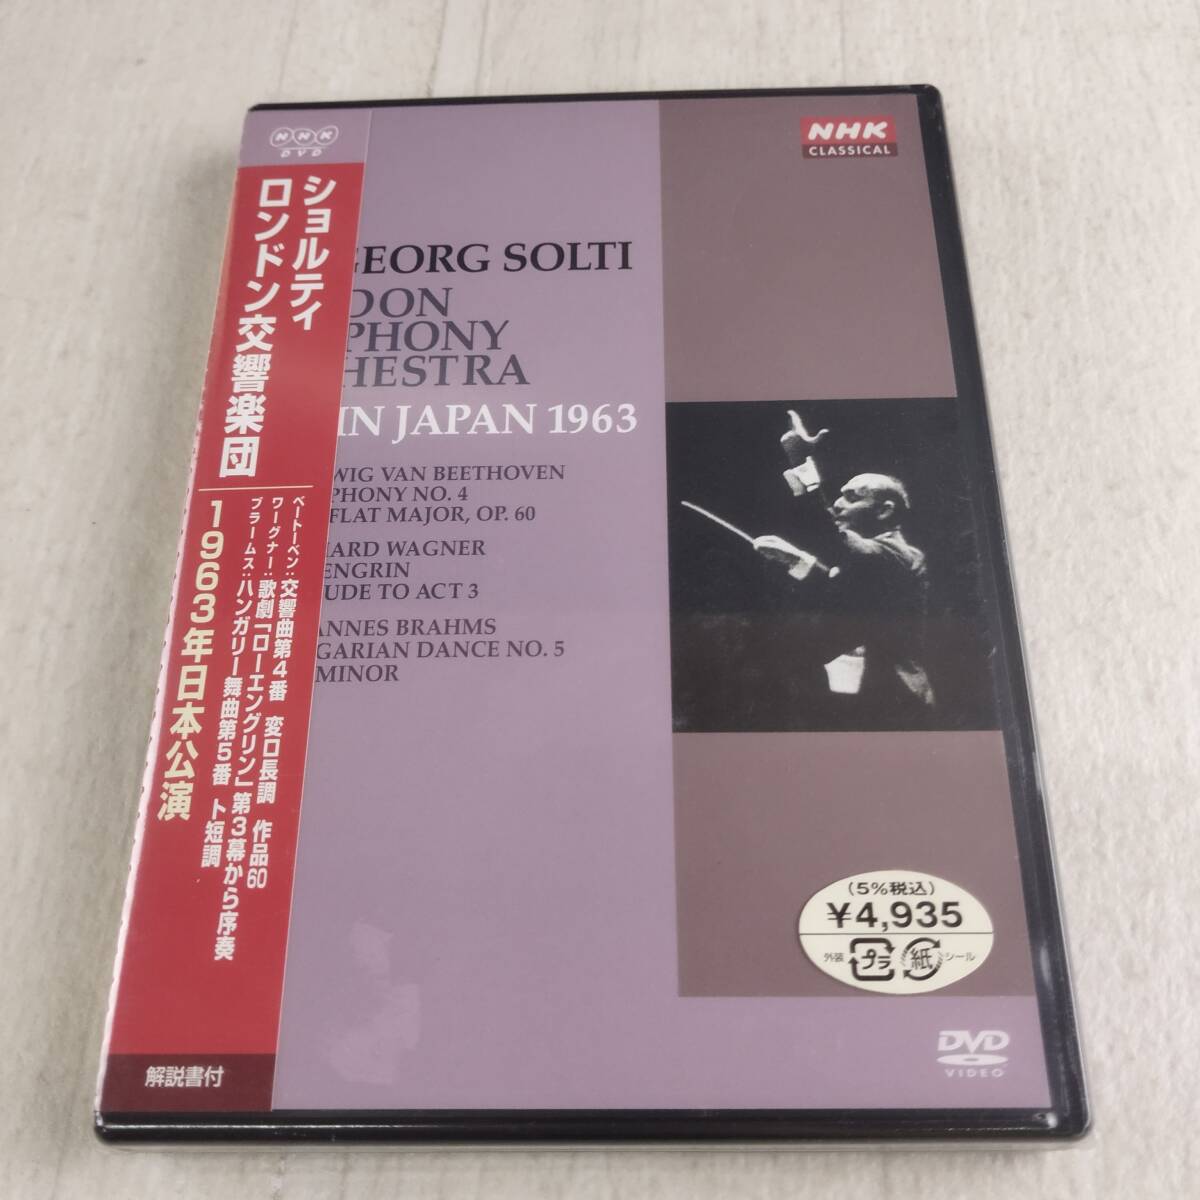 NHK
DVD
ショルティ
ロンドン交響楽団
ベートーベン：交響曲第4番 変ロ長調 作品60
ワーグナー：歌劇「ローエングリン」第3幕から序奏
ブラームス：ハンガリー舞曲第5番 ト短調
1963年日本公演
解説書付
NHK
CLASSICAL
GEORG SOLTI
DON
PHONY
HESTRA
IN JAPAN 1963
WIG VAN BEETHOVEN
PHONY NO. 4
FLAT MAJOR, OP. 60
ARD WAGNER
ENGRIN
UDE TO ACT 3
ANNES BRAHMS
GARIAN DANCE NO. 5
MINOR
(5%税込)
¥4,935
外装 プラ 紙 シール
DVD
VIDEO